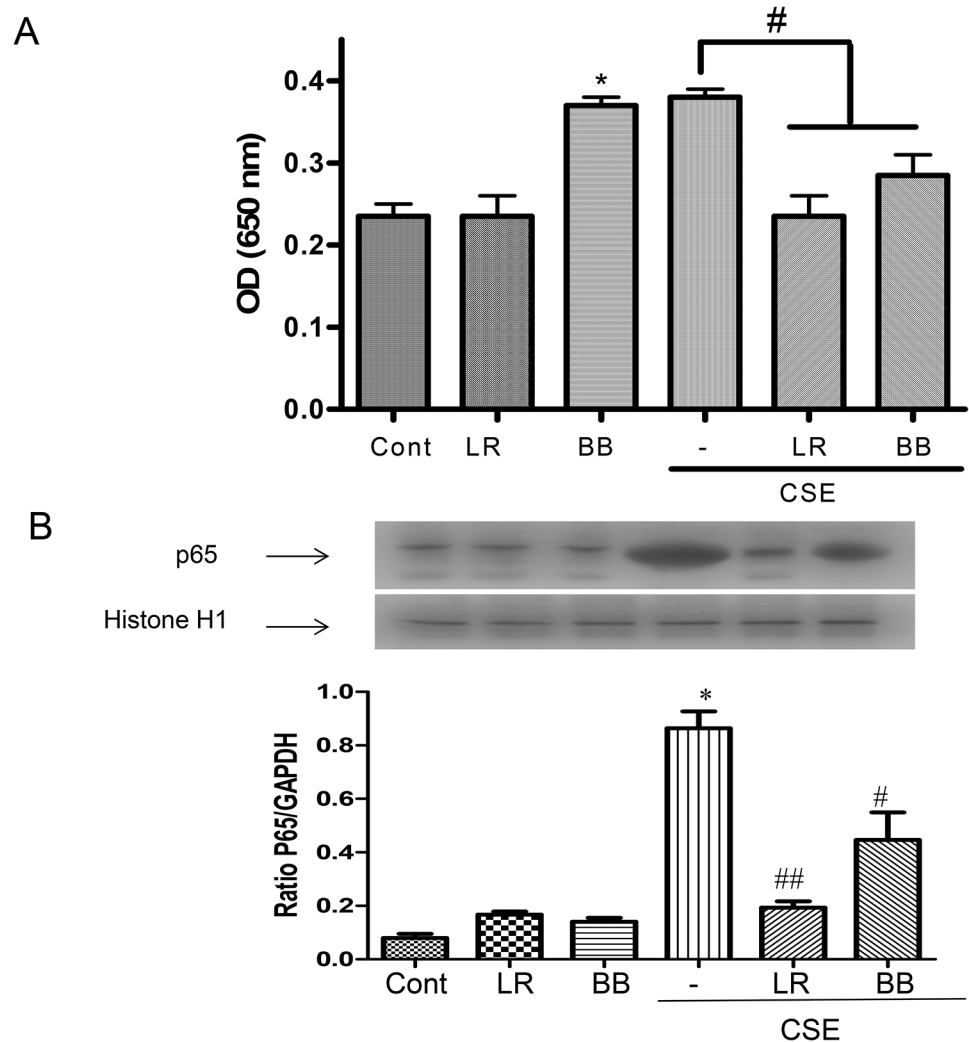 A
#
*
0.4
0.3
0.2
0.1
0.0
OD (650 nm)
Cont LR BB - LR BB
CSE
B
p65
Histone H1
1.0
0.8
0.6
0.4
0.2
0.0
Ratio P65/GAPDH
*
#
##
Cont LR BB - LR BB
CSE